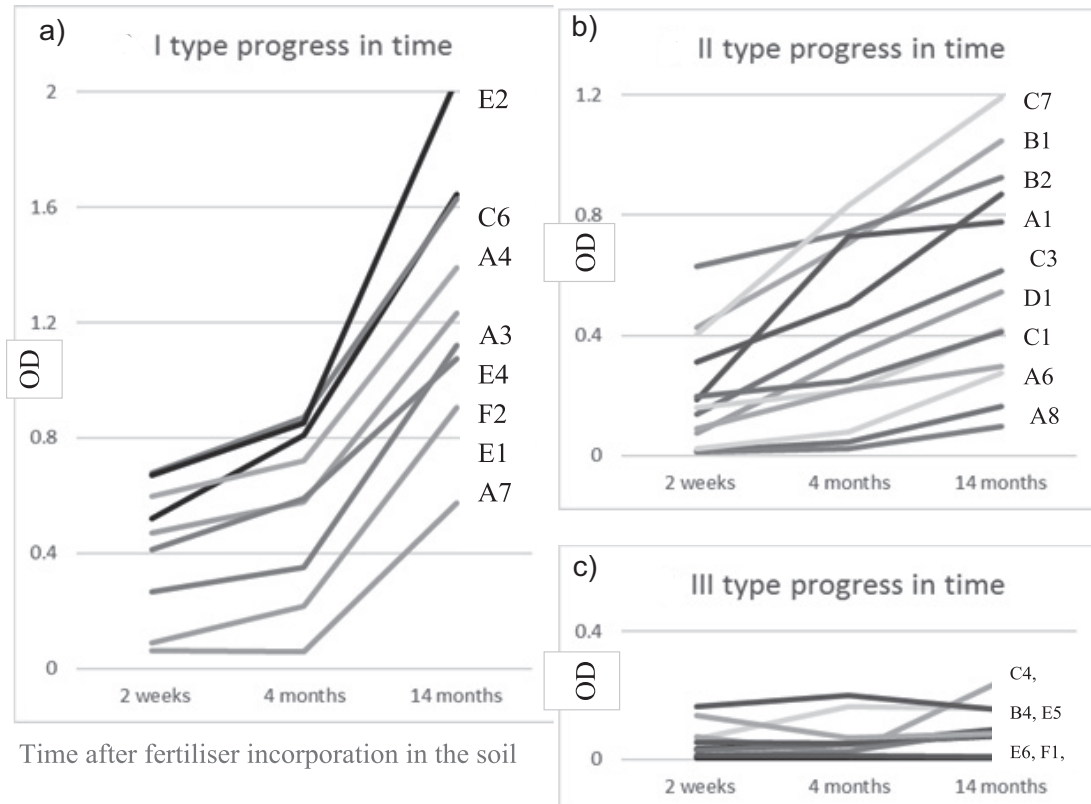 a)
I type progress in time
2
1.6
1.2
0.8
0.4
0
OD
E2
C6
A4
A3
E4
F2
E1
A7
2 weeks 4 months 14 months
Time after fertiliser incorporation in the soil
b)
II type progress in time
1.2
0.8
0.4
0
OD
C7
B1
B2
A1
C3
D1
C1
A6
A8
2 weeks 4 months 14 months
c)
III type progress in time
0.4
0
OD
C4,
B4, E5
E6, F1,
2 weeks 4 months 14 months